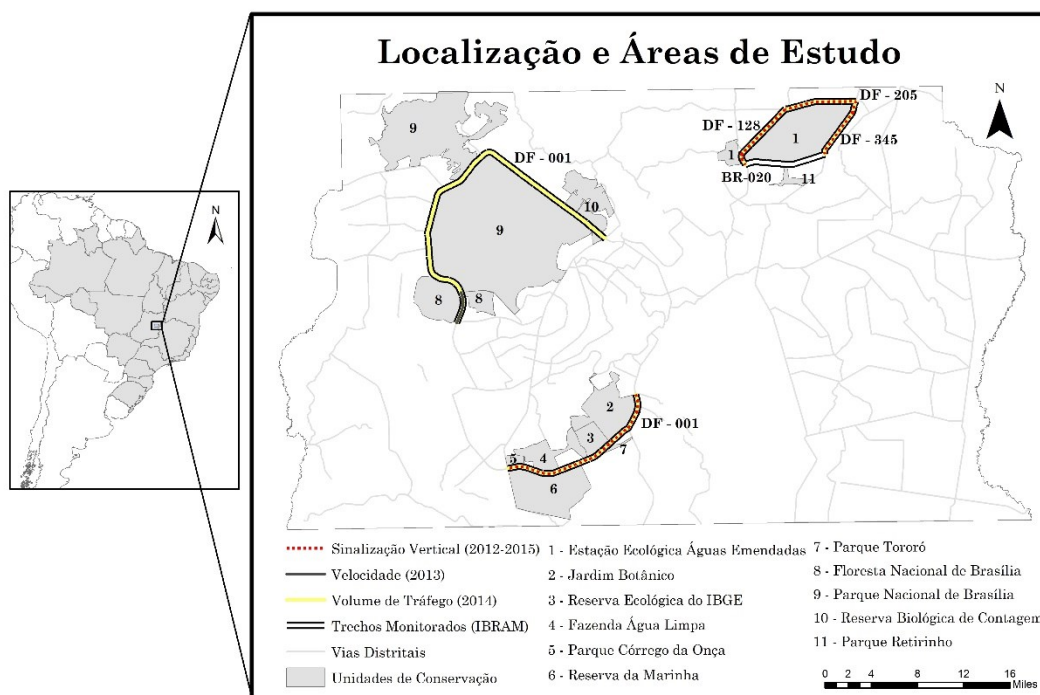 Localização e Áreas de Estudo
N
N
9
DF - 001
10
9
8
8
DF - 205
DF - 128
1
1
DF - 345
BR-020
11
2
3
DF - 001
7
5
4
6
Sinalização Vertical (2012-2015)
Velocidade (2013)
Volume de Tráfego (2014)
Trechos Monitorados (IBRAM)
Vias Distritais
Unidades de Conservação
1 - Estação Ecológica Águas Emendadas
2 - Jardim Botânico
3 - Reserva Ecológica do IBGE
4 - Fazenda Água Limpa
5 - Parque Córrego da Onça
6 - Reserva da Marinha
7 - Parque Tororó
8 - Floresta Nacional de Brasília
9 - Parque Nacional de Brasília
10 - Reserva Biológica de Contagem
11 - Parque Retirinho
0 2 4 8 12 16
Miles